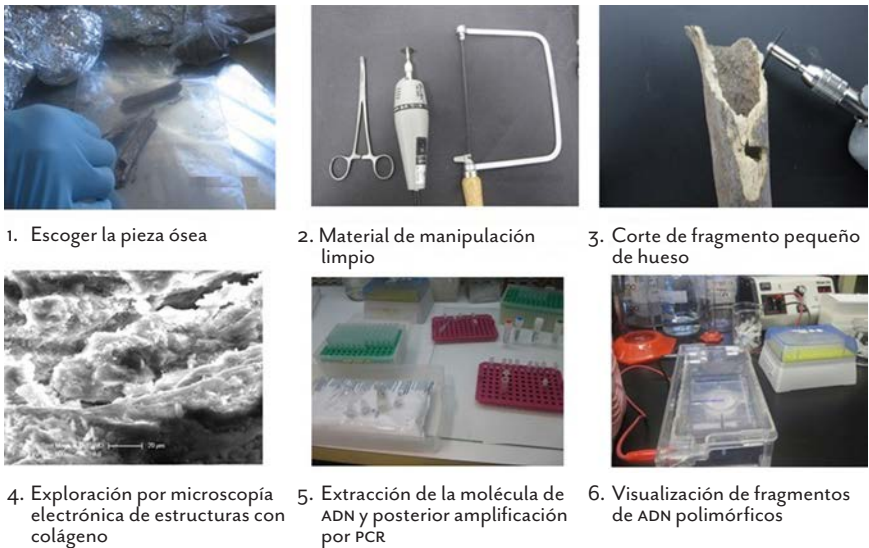 1. Escoger la pieza ósea
2. Material de manipulación
limpio
3. Corte de fragmento pequeño
de hueso
4. Exploración por microscopía
electrónica de estructuras con
colágeno
5. Extracción de la molécula de
ADN y posterior amplificación
por PCR
6. Visualización de fragmentos
de ADN polimórficos